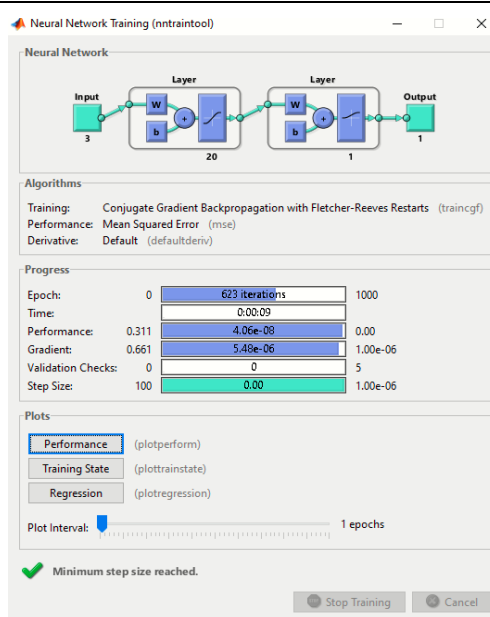 Neural Network Training (nntraintool)
Neural Network
Layer Layer
Input Output
W W
b b
3 20 1 1
Algorithms
Training: Conjugate Gradient Backpropagation with Fletcher-Reeves Restarts (traincgf)
Performance: Mean Squared Error (mse)
Derivative: Default (defaultderiv)
Progress
Epoch: 0 623 iterations 1000
Time: 0:00:09
Performance: 0.311 4.06e-08 0.00
Gradient: 0.661 5.48e-06 1.00e-06
Validation Checks: 0 0 5
Step Size: 100 0.00 1.00e-06
Plots
Performance (plotperform)
Training State (plottrainstate)
Regression (plotregression)
Plot Interval: 1 epochs
Minimum step size reached.
Stop Training Cancel